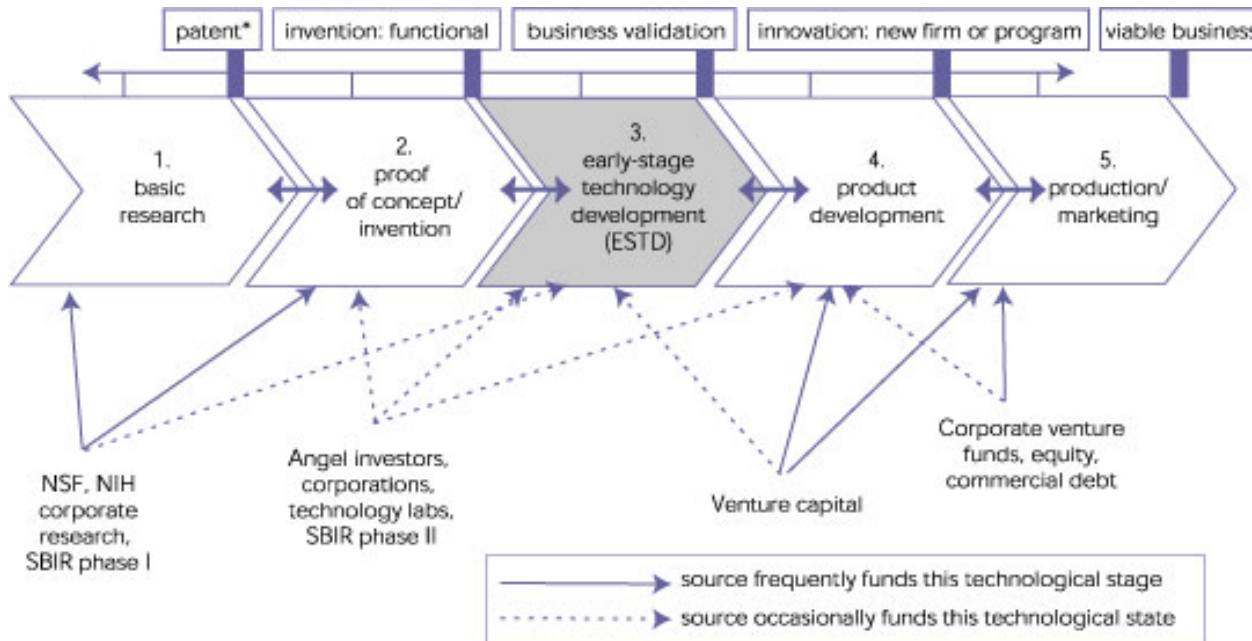 patent*
invention: functional
business validation
innovation: new firm or program
viable business
1.
basic
research
2.
proof
of concept/
invention
3.
early-stage
technology
development
(ESTD)
4.
product
development
5.
production/
marketing
NSF, NIH
corporate
research,
SBIR phase I
Angel investors,
corporations,
technology labs,
SBIR phase II
Venture capital
Corporate venture
funds, equity,
commercial debt
source frequently funds this technological stage
source occasionally funds this technological state